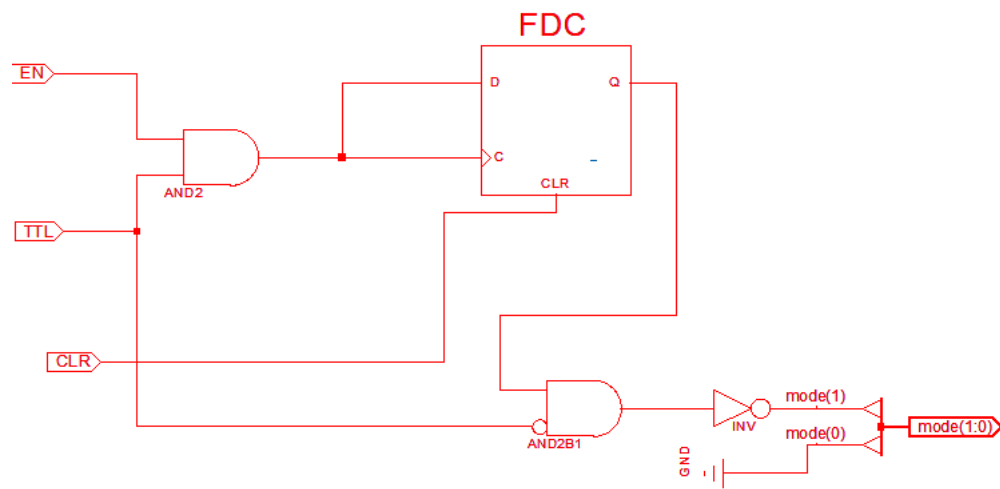 FDC
EN
D
Q
C
CLR
AND2
TTL
CLR
mode(1)
mode(1:0)
INV
mode(0)
AND2B1
GND